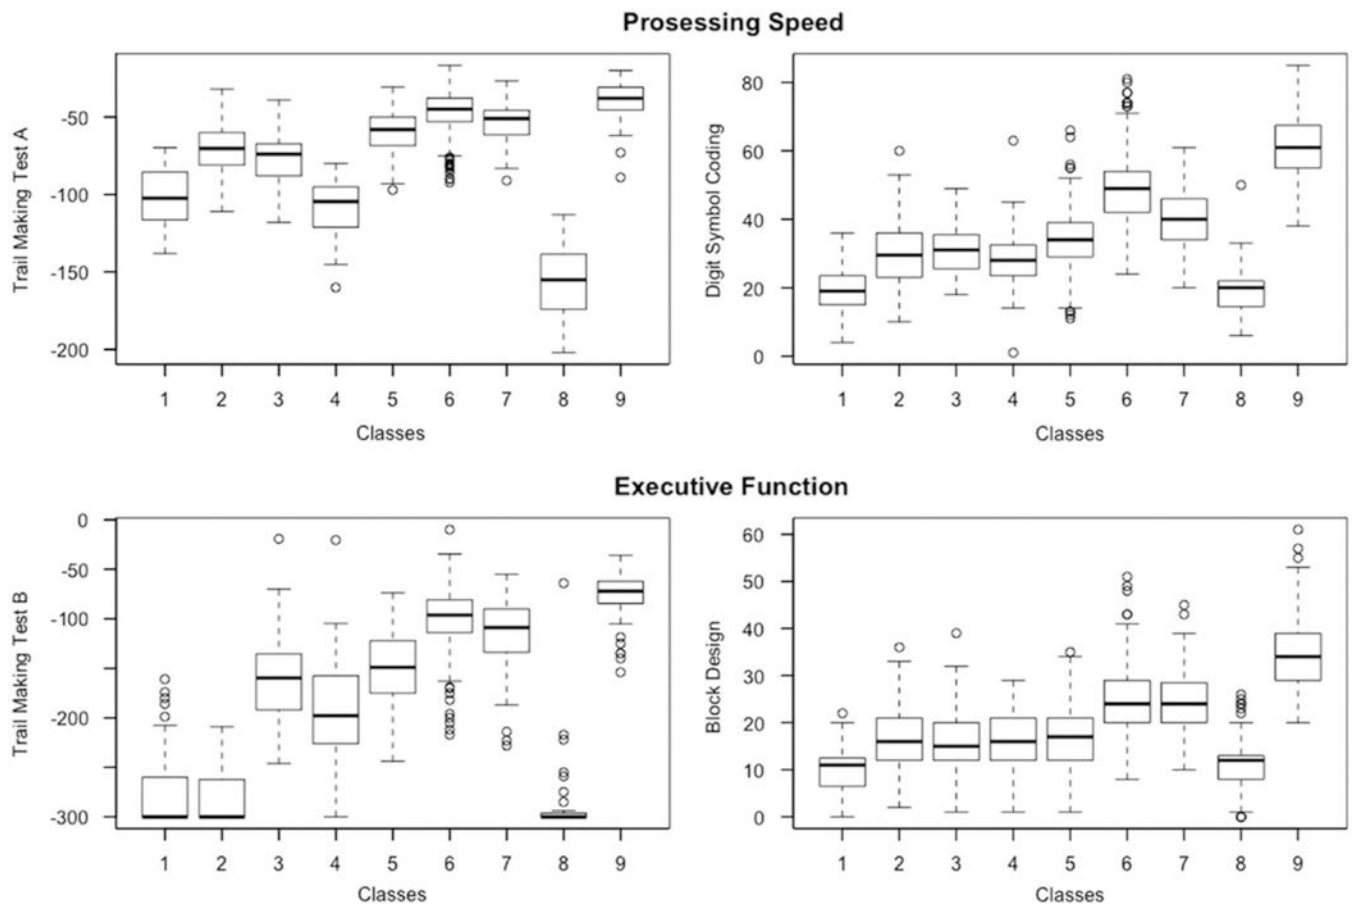 Prosessing Speed
Trail Making Test A
-50
-100
-150
-200
1 2 3 4 5 6 7 8 9
Classes
Digit Symbol Coding
80
60
40
20
0
1 2 3 4 5 6 7 8 9
Classes
Executive Function
Trail Making Test B
0
-50
-100
-200
-300
1 2 3 4 5 6 7 8 9
Classes
Block Design
60
50
40
30
20
10
0
1 2 3 4 5 6 7 8 9
Classes